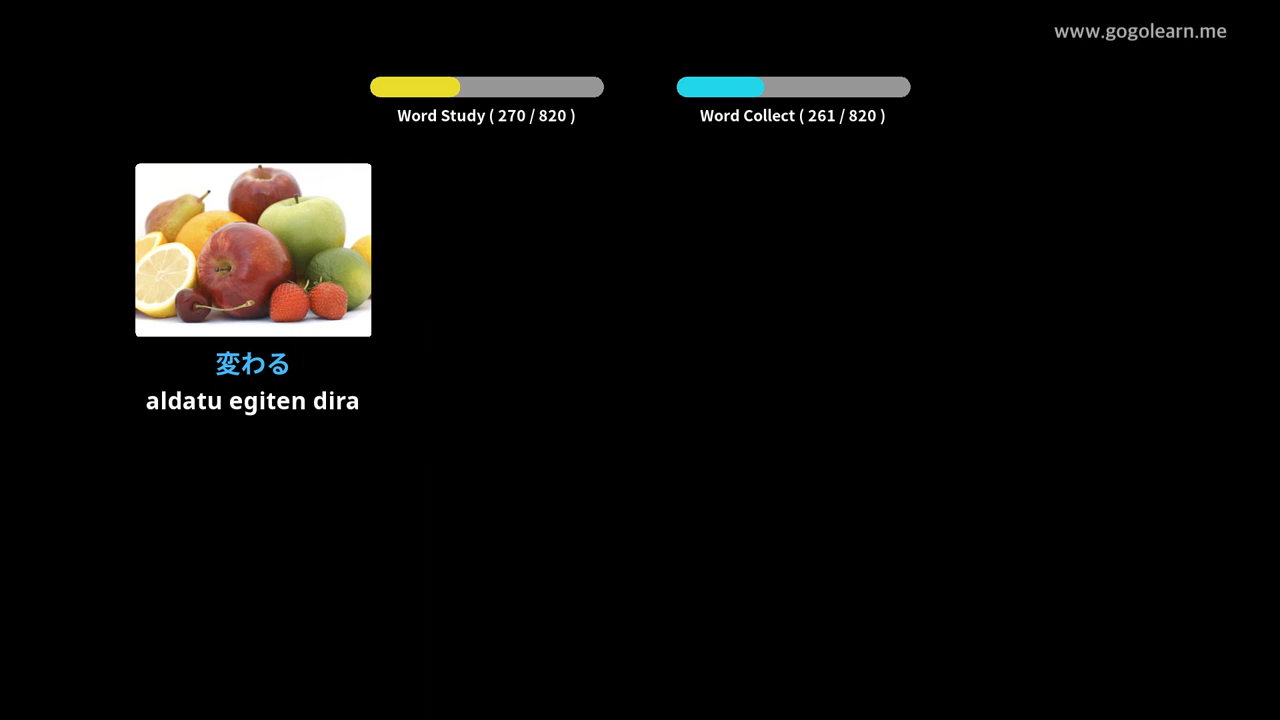 www.gogolearn.me
Word Study ( 270 / 820 )
Word Collect ( 261 / 820 )
変わる
aldatu egiten dira